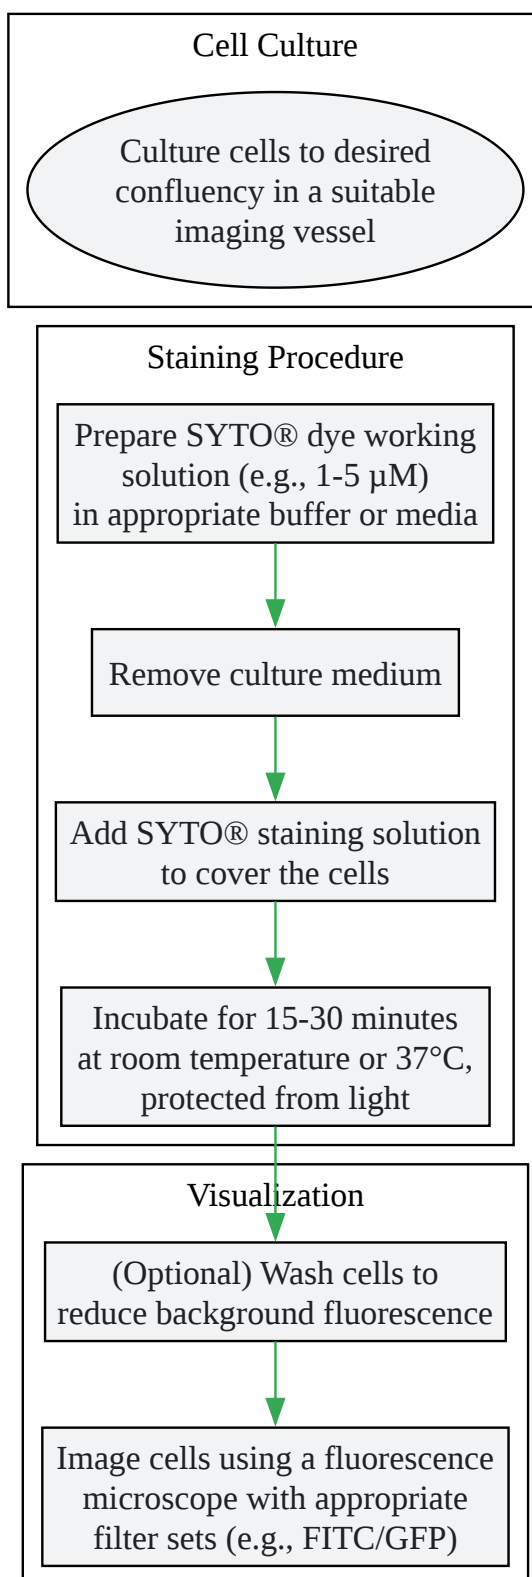 Cell Culture
Culture cells to desired
confluency in a suitable
imaging vessel
Staining Procedure
Prepare SYTO® dye working
solution (e.g., 1-5 µM)
in appropriate buffer or media
Remove culture medium
Add SYTO® staining solution
to cover the cells
Incubate for 15-30 minutes
at room temperature or 37°C,
protected from light
Visualization
(Optional) Wash cells to
reduce background fluorescence
Image cells using a fluorescence
microscope with appropriate
filter sets (e.g., FITC/GFP)